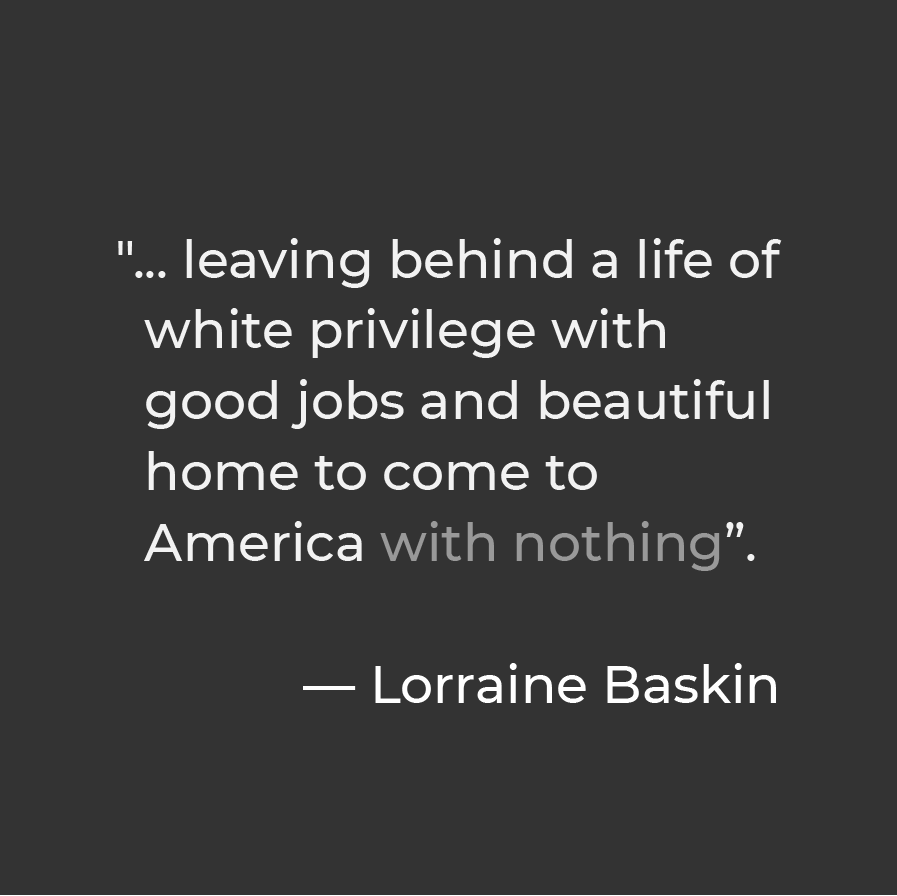 "... leaving behind a life of
white privilege with
good jobs and beautiful
home to come to
America with nothing”.
— Lorraine Baskin